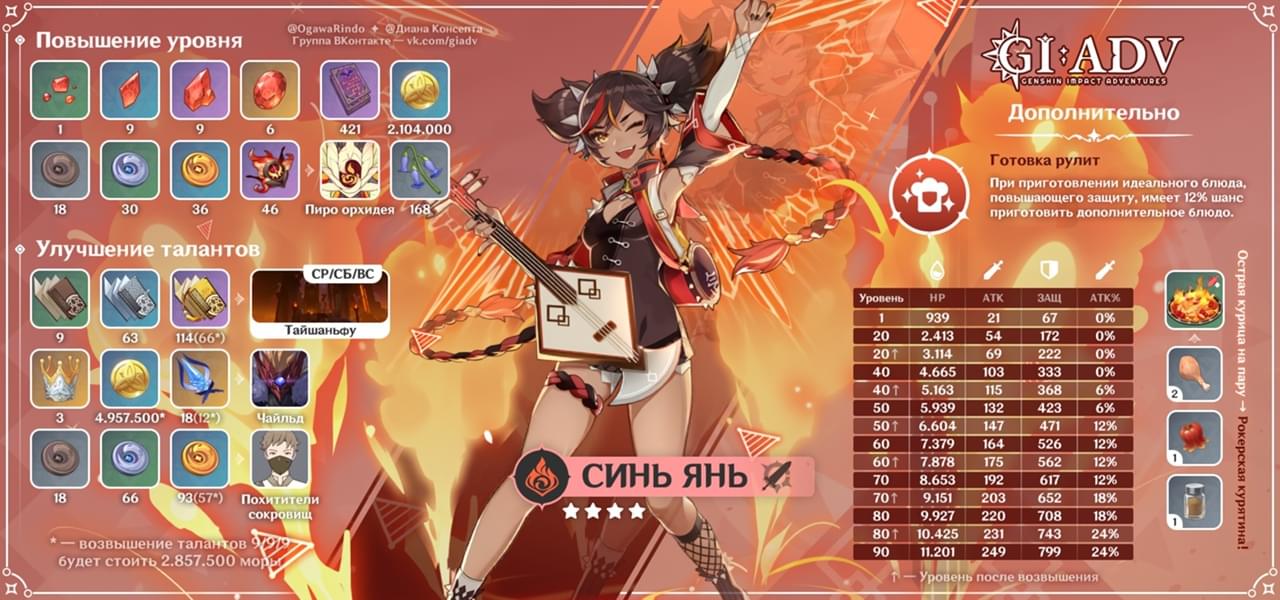 Повышение уровня
@OgawaRindo ✦ @Диана Консепта
Группа ВКонтакте — vk.com/giadv
1 9 9 6 421 2.104.000
18 30 36 46 Пиро орхидея 168
Улучшение талантов
СР/СБ/ВС
9 63 114(66*) Тайшаньфу
3 4.957.500* 18(12*) Чайльд
18 66 93(57*) Похитители
сокровищ
* — возвышение талантов 9/9/9
будет стоить 2.857.500 моры
СИНЬ ЯНЬ
GI·ADV
GENSHIN IMPACT ADVENTURES
Дополнительно
Готовка рулит
При приготовлении идеального блюда,
повышающего защиту, имеет 12% шанс
приготовить дополнительное блюдо.
Уровень HP АТК ЗАЩ АТК%
1 939 21 67 0%
20 2.413 54 172 0%
20↑ 3.114 69 222 0%
40 4.665 103 333 0%
40↑ 5.163 115 368 6%
50 5.939 132 423 6%
50↑ 6.604 147 471 12%
60 7.379 164 526 12%
60↑ 7.878 175 562 12%
70 8.653 192 617 12%
70↑ 9.151 203 652 18%
80 9.927 220 708 18%
80↑ 10.425 231 743 24%
90 11.201 249 799 24%
↑ — Уровень после возвышения
2
1
1
Острая курица на пару → Рокерская курятина!